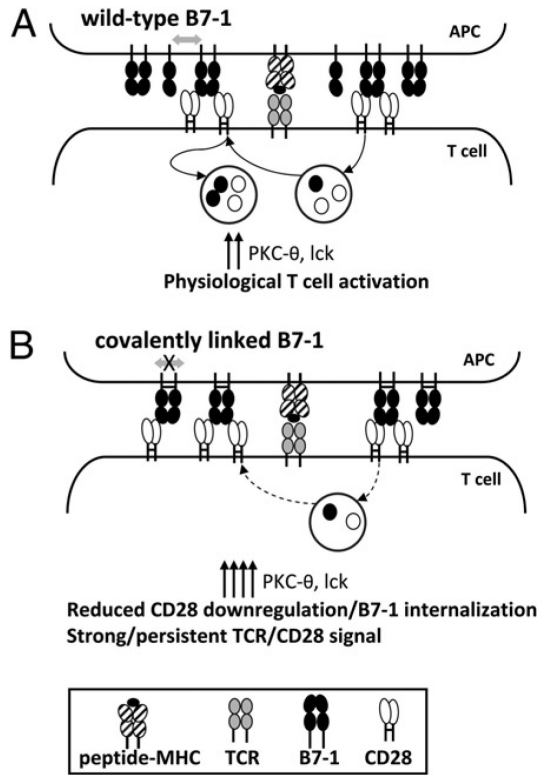 A
wild-type B7-1
APC
T cell
PKC-θ, lck
Physiological T cell activation
B
covalently linked B7-1
X
APC
T cell
PKC-θ, lck
Reduced CD28 downregulation/B7-1 internalization
Strong/persistent TCR/CD28 signal
peptide-MHC TCR B7-1 CD28